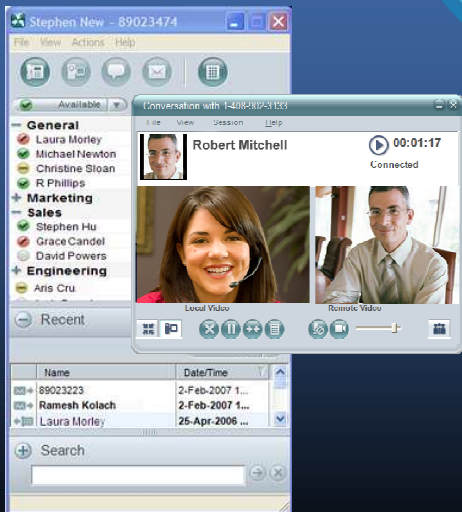 Stephen New - 89023474
File View Actions Help
Available
General
Laura Morley
Michael Newton
Christine Sloan
R Phillips
Marketing
Sales
Stephen Hu
Grace Candel
David Powers
Engineering
Aris Cru
Conversation with 1-408-902-3133
File View Session Help
Robert Mitchell
00:01:17
Connected
Local Video
Remote Video
Recent
Name Date/Time
89023223 2-Feb-2007 1...
Ramesh Kolach 2-Feb-2007 1...
Laura Morley 25-Apr-2006 ...
Search